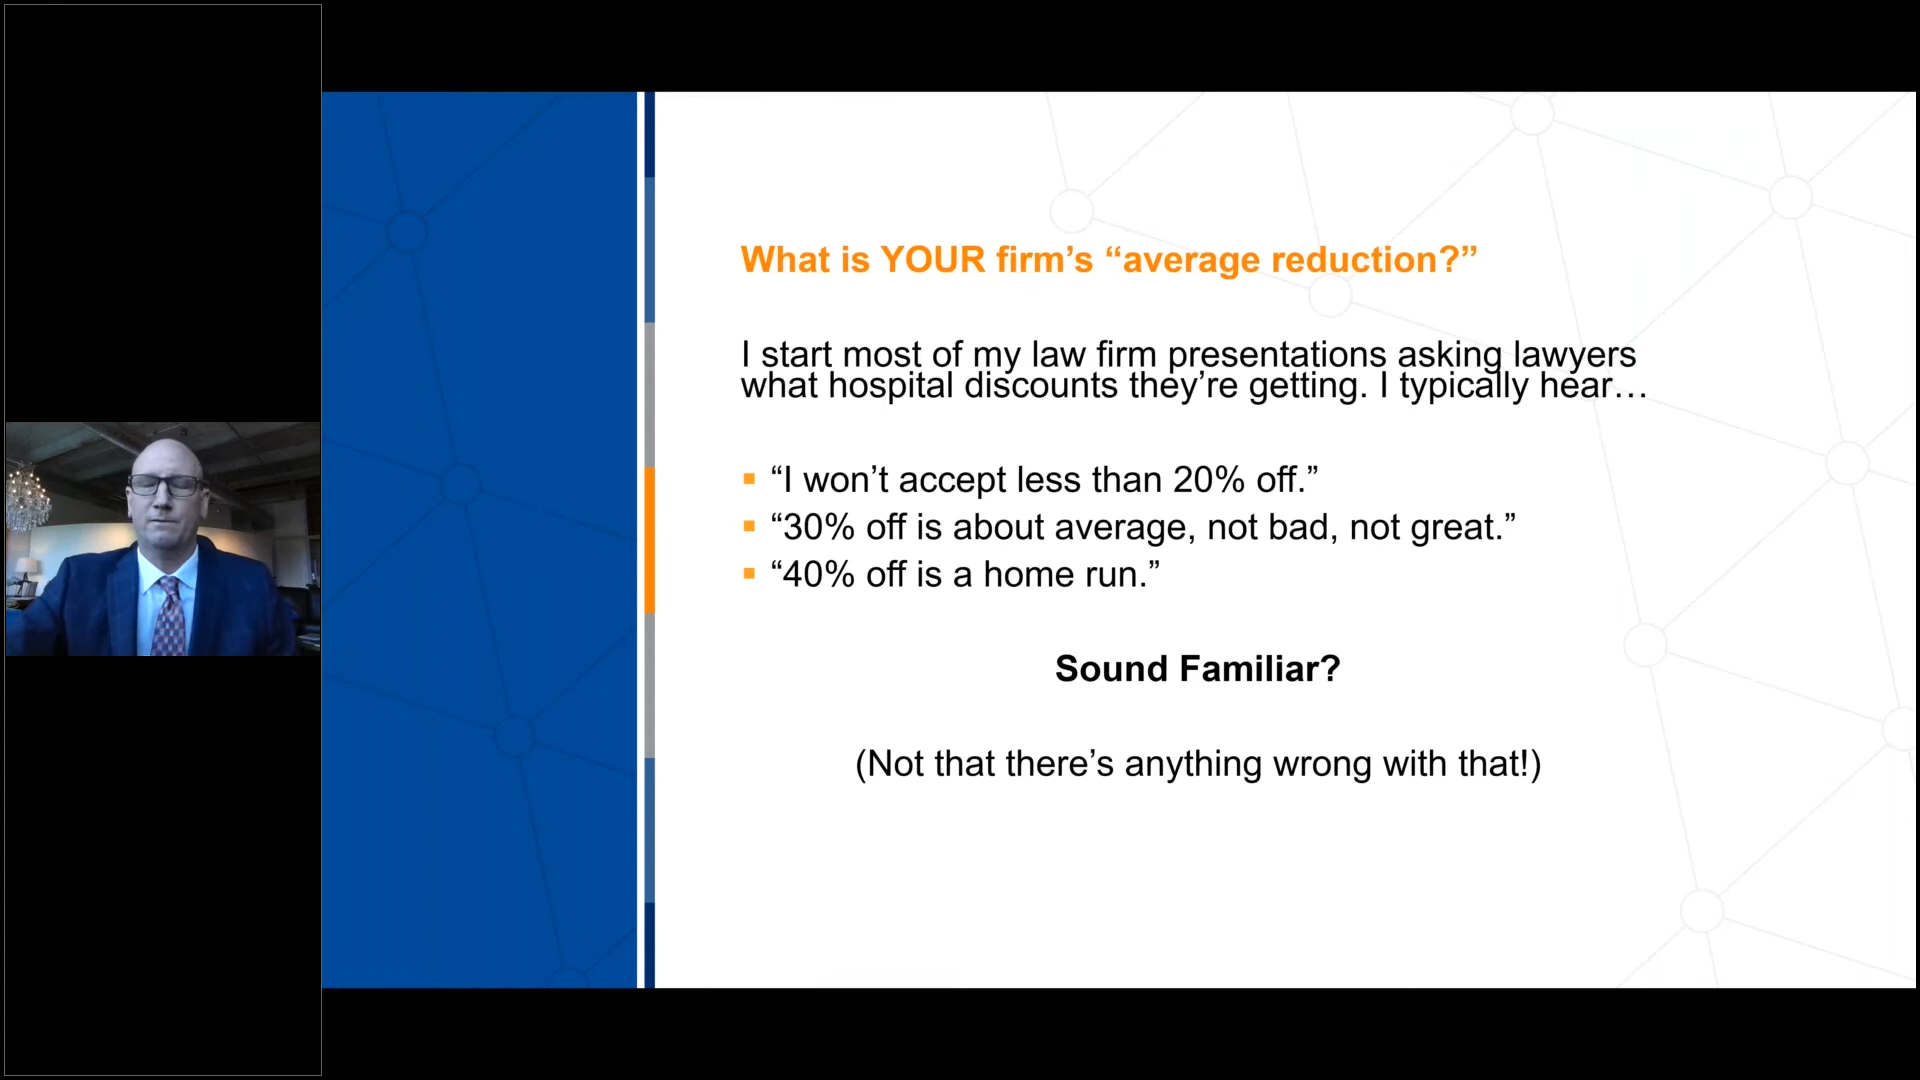 What is YOUR firm’s “average reduction?”
I start most of my law firm presentations asking lawyers
what hospital discounts they’re getting. I typically hear…
▪ “I won’t accept less than 20% off.”
▪ “30% off is about average, not bad, not great.”
▪ “40% off is a home run.”
Sound Familiar?
(Not that there’s anything wrong with that!)